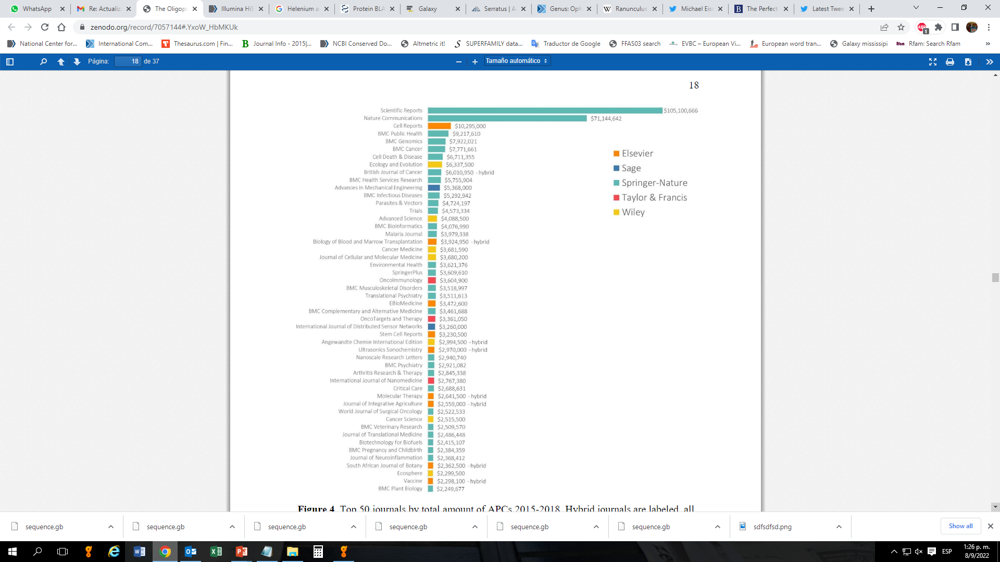 WhatsApp
Re: Actualiz
The Oligopo
Illumina HiS
Helenium a
Protein BLA
Galaxy
Serratus | A
Genus: Oph
Ranunculus
Michael Eise
The Perfect
Latest Twee
zenodo.org/record/7057144#.YxoW_HbMKUk
ABP
1
National Center for...
International Com...
Thesaurus.com | Fin...
Journal Info - 2015|...
NCBI Conserved Do...
Altmetric it!
SUPERFAMILY data...
Traductor de Google
FFAS03 search
EVBC – European Vi...
European word tran...
Galaxy mississipi
Rfam: Search Rfam
»
Página: 18 de 37
Tamaño automático
18
Scientific Reports $105,100,666
Nature Communications $71,144,642
Cell Reports $10,295,000
BMC Public Health $9,217,610
BMC Genomics $7,922,021
BMC Cancer $7,771,661
Cell Death & Disease $6,711,355
Ecology and Evolution $6,337,500
British Journal of Cancer $6,010,950 - hybrid
BMC Health Services Research $5,755,904
Advances in Mechanical Engineering $5,368,000
BMC Infectious Diseases $5,292,942
Parasites & Vectors $4,724,197
Trials $4,573,334
Advanced Science $4,088,500
BMC Bioinformatics $4,076,990
Malaria Journal $3,979,338
Biology of Blood and Marrow Transplantation $3,924,950 - hybrid
Cancer Medicine $3,681,590
Journal of Cellular and Molecular Medicine $3,680,200
Environmental Health $3,621,376
SpringerPlus $3,609,610
OncoImmunology $3,604,900
BMC Musculoskeletal Disorders $3,518,997
Translational Psychiatry $3,511,613
EBioMedicine $3,472,600
BMC Complementary and Alternative Medicine $3,461,688
OncoTargets and Therapy $3,361,050
International Journal of Distributed Sensor Networks $3,260,000
Stem Cell Reports $3,230,500
Angewandte Chemie International Edition $2,994,500 - hybrid
Ultrasonics Sonochemistry $2,970,000 - hybrid
Nanoscale Research Letters $2,940,740
BMC Psychiatry $2,921,082
Arthritis Research & Therapy $2,845,338
International Journal of Nanomedicine $2,767,380
Critical Care $2,688,631
Molecular Therapy $2,641,500 - hybrid
Journal of Integrative Agriculture $2,559,000 - hybrid
World Journal of Surgical Oncology $2,522,533
Cancer Science $2,515,500
BMC Veterinary Research $2,509,570
Journal of Translational Medicine $2,486,448
Biotechnology for Biofuels $2,415,107
BMC Pregnancy and Childbirth $2,384,359
Journal of Neuroinflammation $2,368,412
South African Journal of Botany $2,362,500 - hybrid
Ecosphere $2,299,500
Vaccine $2,298,100 - hybrid
BMC Plant Biology $2,249,677
Elsevier
Sage
Springer-Nature
Taylor & Francis
Wiley
Figure 4. Top 50 journals by total amount of APCs 2015-2018. Hybrid journals are labeled, all
sequence.gb
sequence.gb
sequence.gb
sequence.gb
sequence.gb
sequence.gb
sdfsdfsd.png
Show all
ESP
1:26 p. m.
8/9/2022